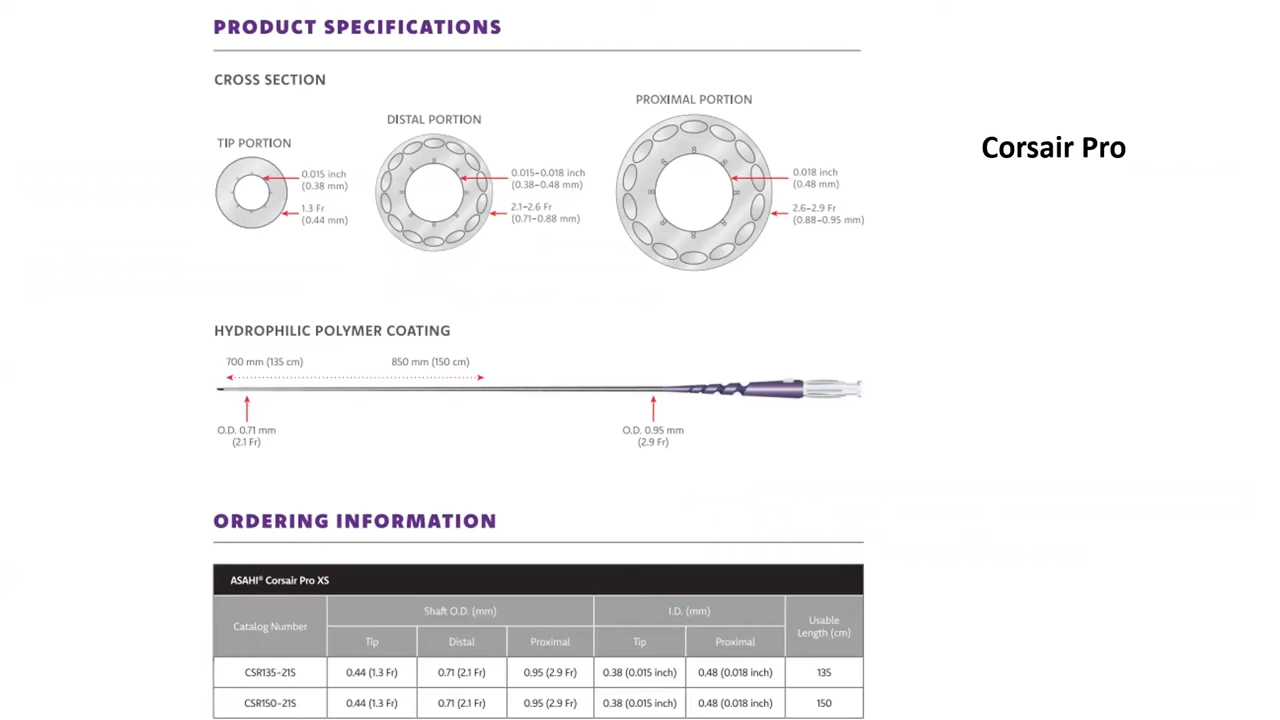 PRODUCT SPECIFICATIONS
CROSS SECTION
Corsair Pro
TIP PORTION
0.015 inch
(0.38 mm)
1.3 Fr
(0.44 mm)
DISTAL PORTION
0.015–0.018 inch
(0.38–0.48 mm)
2.1–2.6 Fr
(0.71–0.88 mm)
PROXIMAL PORTION
0.018 inch
(0.48 mm)
2.6–2.9 Fr
(0.88–0.95 mm)
HYDROPHILIC POLYMER COATING
700 mm (135 cm) 850 mm (150 cm)
O.D. 0.71 mm
(2.1 Fr)
O.D. 0.95 mm
(2.9 Fr)
ORDERING INFORMATION
ASAHI® Corsair Pro XS
Catalog Number
Shaft O.D. (mm)
I.D. (mm)
Usable
Length (cm)
Tip Distal Proximal Tip Proximal
CSR135-21S 0.44 (1.3 Fr) 0.71 (2.1 Fr) 0.95 (2.9 Fr) 0.38 (0.015 inch) 0.48 (0.018 inch) 135
CSR150-21S 0.44 (1.3 Fr) 0.71 (2.1 Fr) 0.95 (2.9 Fr) 0.38 (0.015 inch) 0.48 (0.018 inch) 150